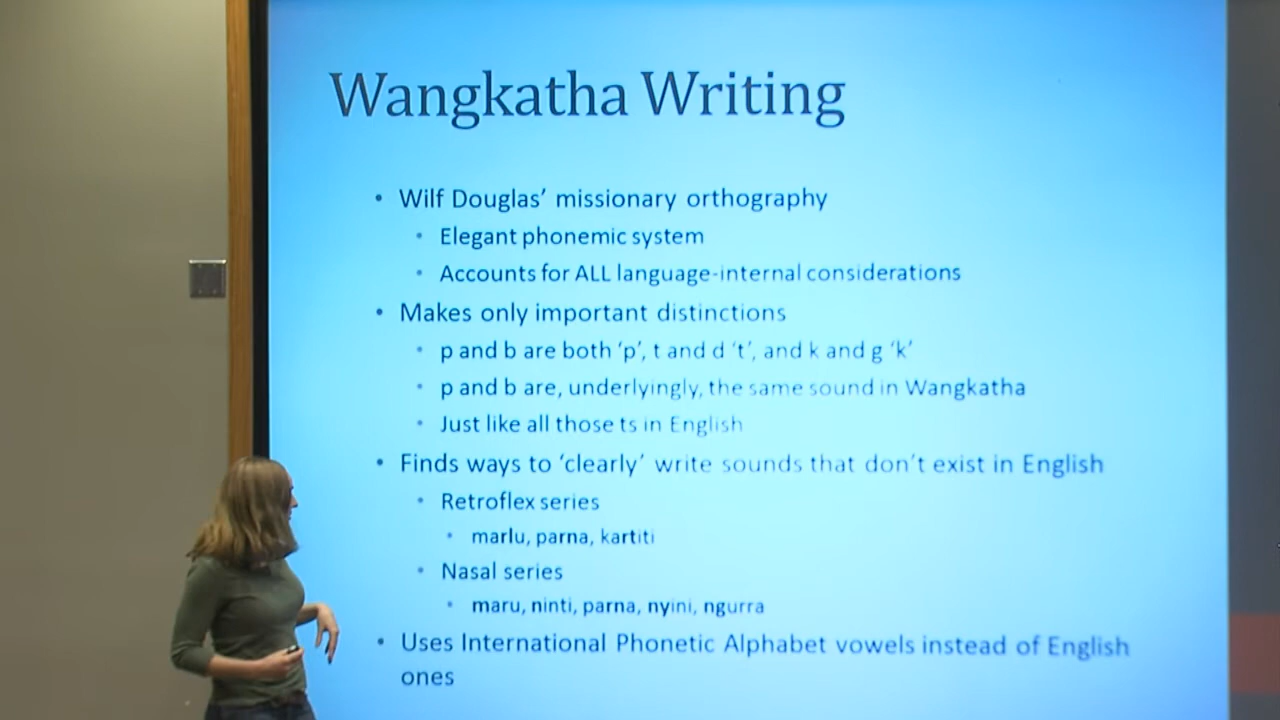 Wangkatha Writing
• Wilf Douglas’ missionary orthography
• Elegant phonemic system
• Accounts for ALL language-internal considerations
• Makes only important distinctions
• p and b are both ‘p’, t and d ‘t’, and k and g ‘k’
• p and b are, underlyingly, the same sound in Wangkatha
• Just like all those ts in English
• Finds ways to ‘clearly’ write sounds that don’t exist in English
• Retroflex series
• marlu, parna, kartiti
• Nasal series
• maru, ninti, parna, nyini, ngurra
• Uses International Phonetic Alphabet vowels instead of English
ones